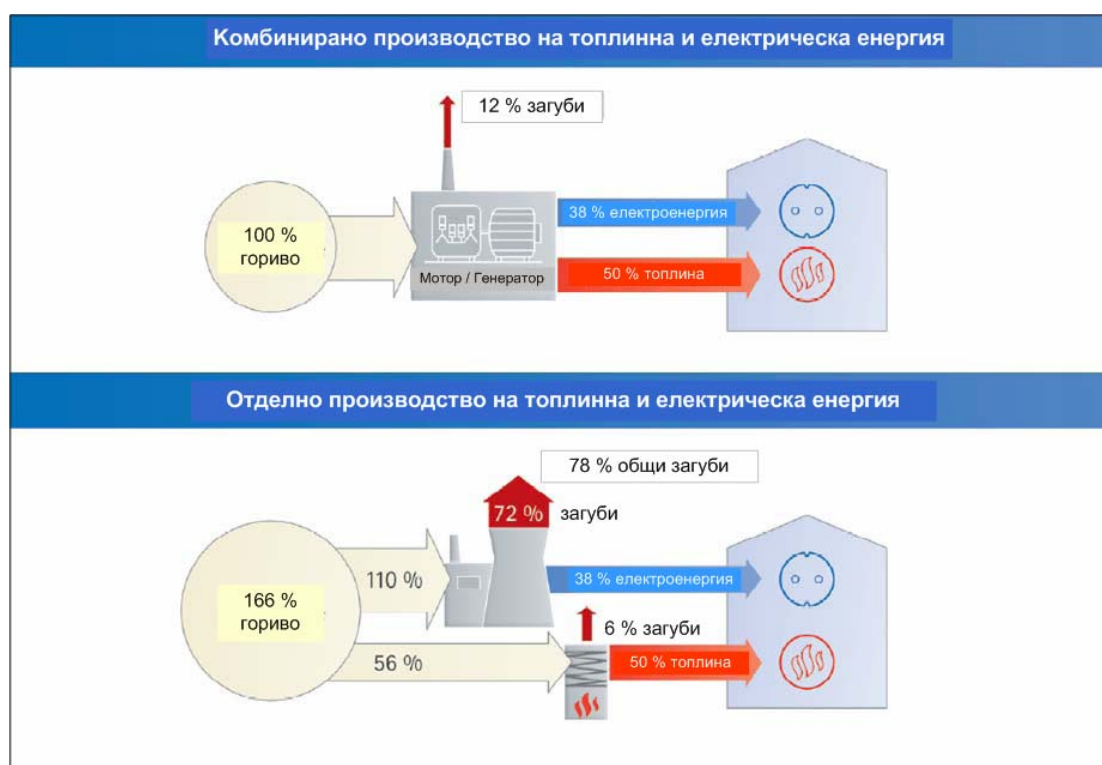 Комбинирано производство на топлинна и електрическа енергия
12 % загуби
100 %
гориво
Мотор / Генератор
38 % електроенергия
50 % топлина
Отделно производство на топлинна и електрическа енергия
78 % общи загуби
72 %
загуби
166 %
гориво
110 %
56 %
38 % електроенергия
6 % загуби
50 % топлина